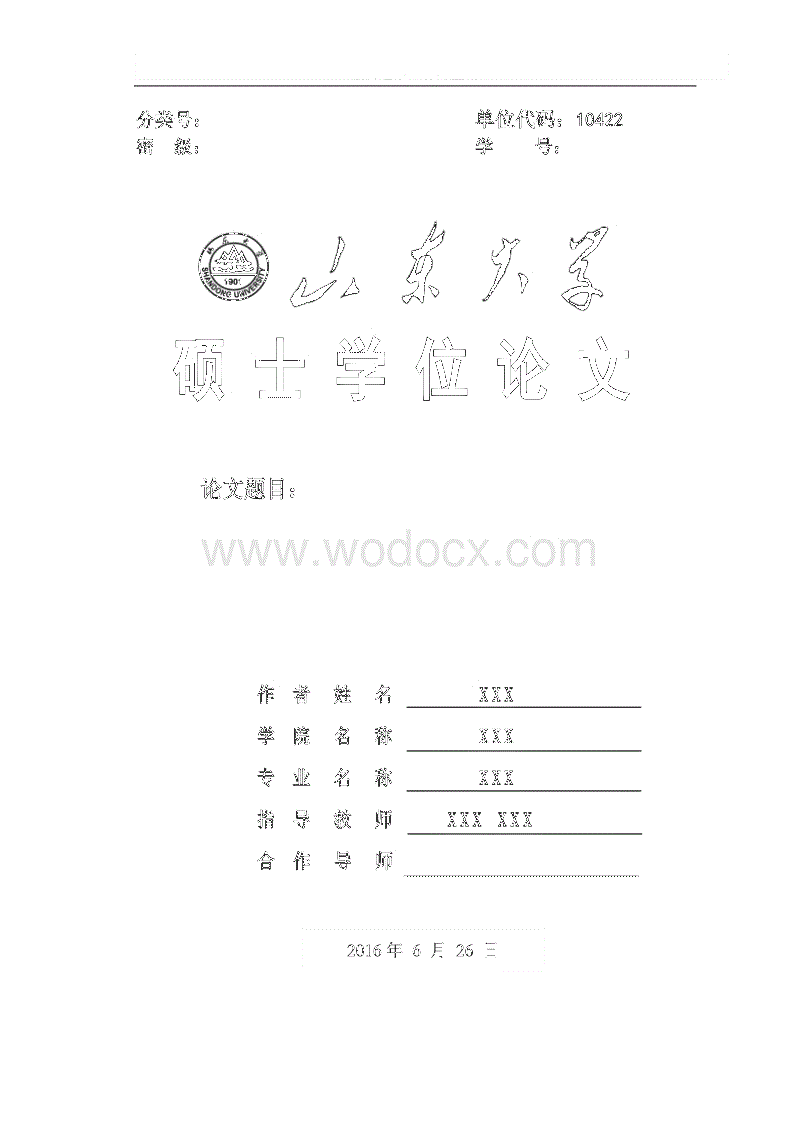 分类号： 单位代码：10422
密 级： 学 号：
山东大学
SHANDONG UNIVERSITY
1901
硕士学位论文
论文题目：
www.wodocx.com
作 者 姓 名 XXX
学 院 名 称 XXX
专 业 名 称 XXX
指 导 教 师 XXX XXX
合 作 导 师
2016 年 6 月 26 日